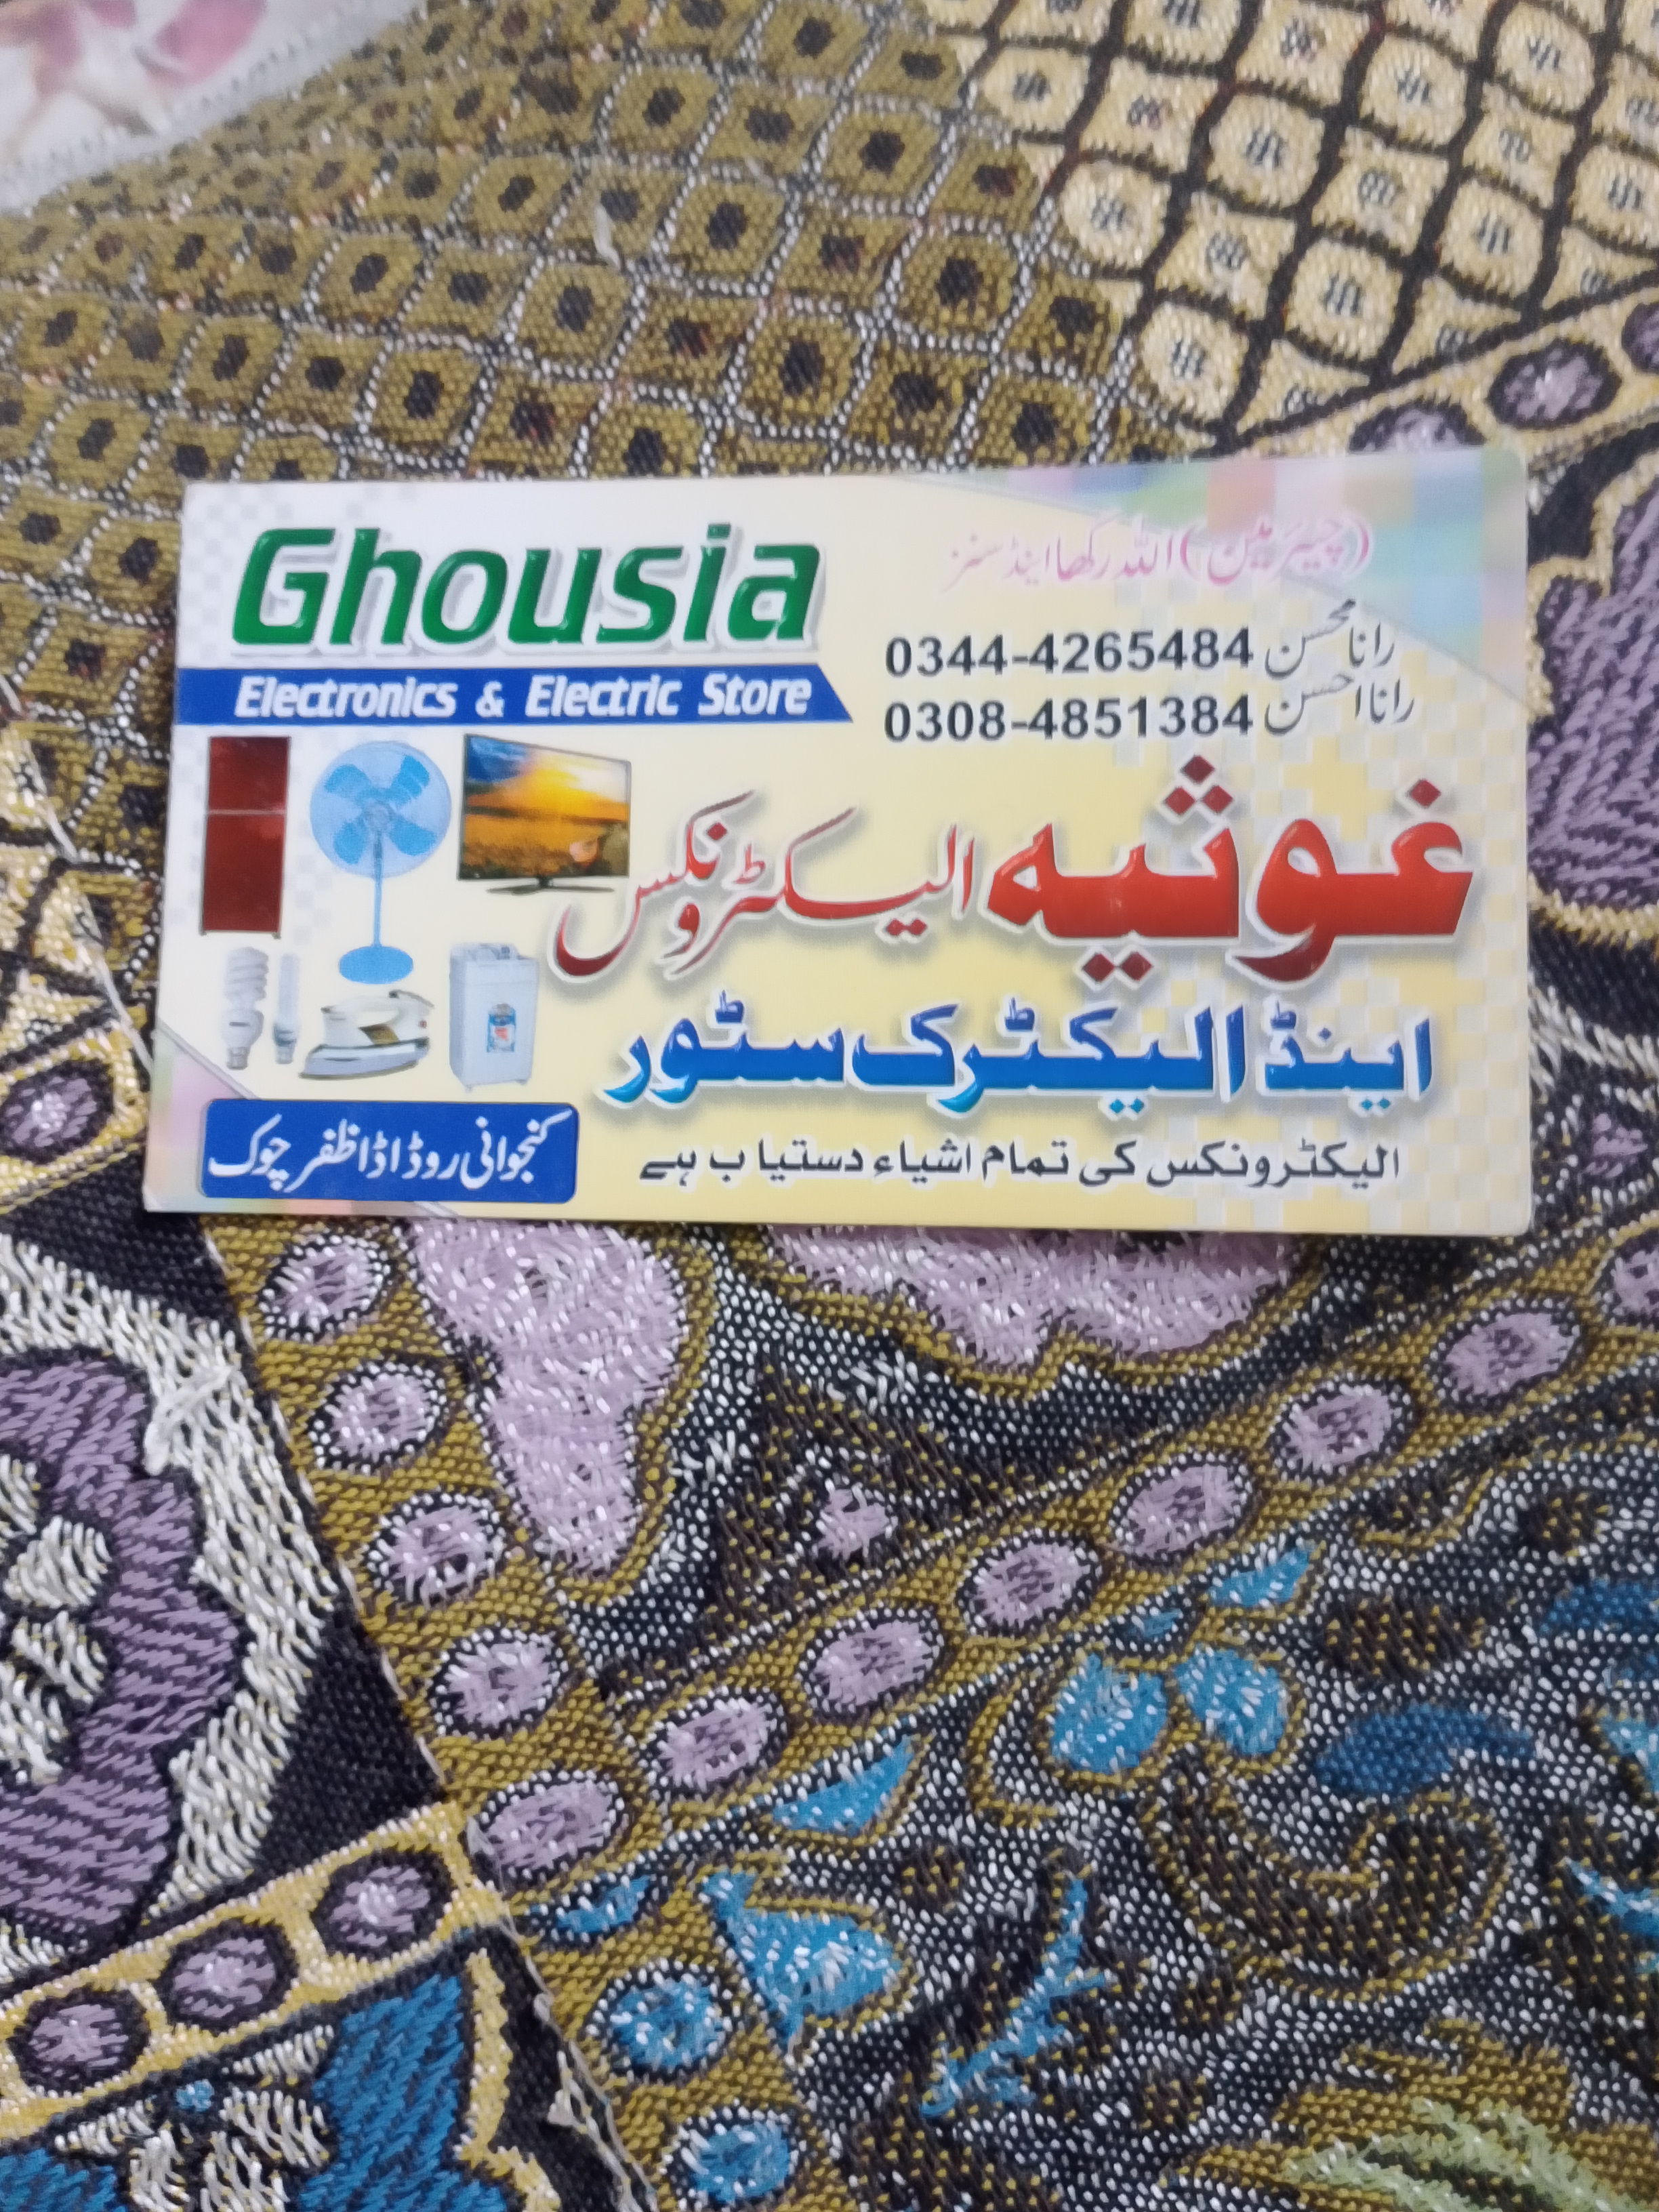 Ghousia
Electronics & Electric Store
(چیئرمین) اللہ رکھا اینڈ سنز
رانا محسن 0344-4265484
رانا احسن 0308-4851384
غوثیہ الیکٹرونکس
اینڈ الیکٹرک سٹور
الیکٹرونکس کی تمام اشیاء دستیاب ہے
کنجوانی روڈ اڈا ظفر چوک